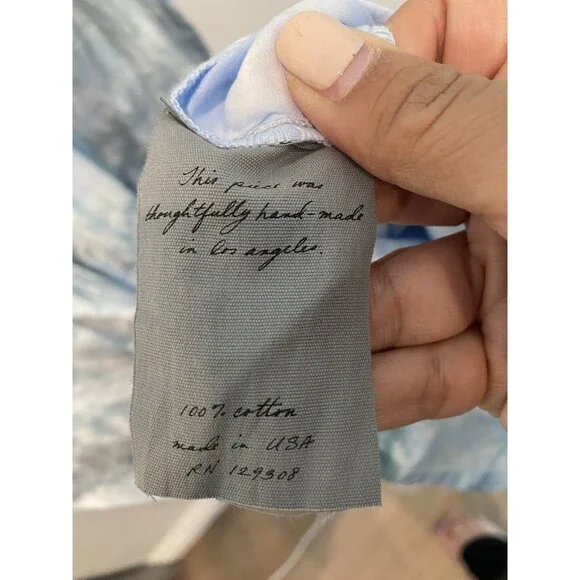 This piece was
thoughtfully hand-made
in los angeles.
100% cotton
made in USA
RN 129308